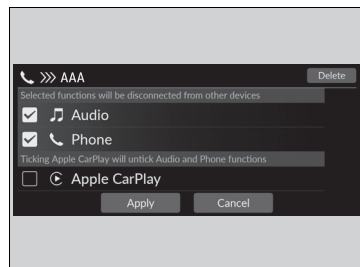 AAA
Delete
Selected functions will be disconnected from other devices
Audio
Phone
Ticking Apple CarPlay will untick Audio and Phone functions
Apple CarPlay
Apply
Cancel